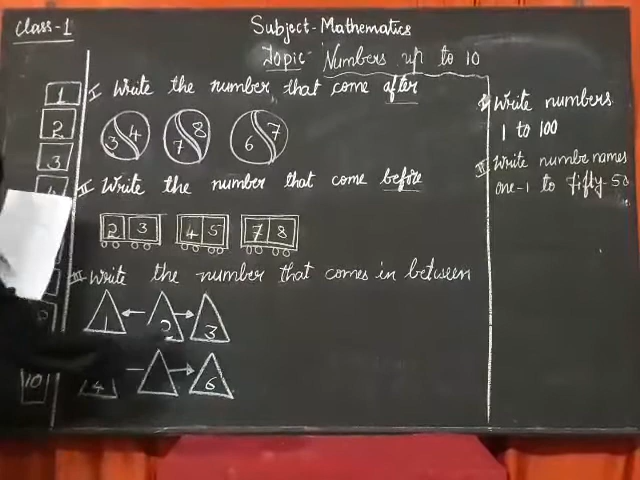 Class-1
Subject-Mathematics
Topic- Numbers up to 10
1
2
3
10
I Write the number that come after
3 4
7 8
6 7
II Write the number that come before
2 3
4 5
7 8
III Write the number that comes in between
1 2 3
4 6
I Write numbers
1 to 100
II Write numbe names
one-1 to Fifty-50